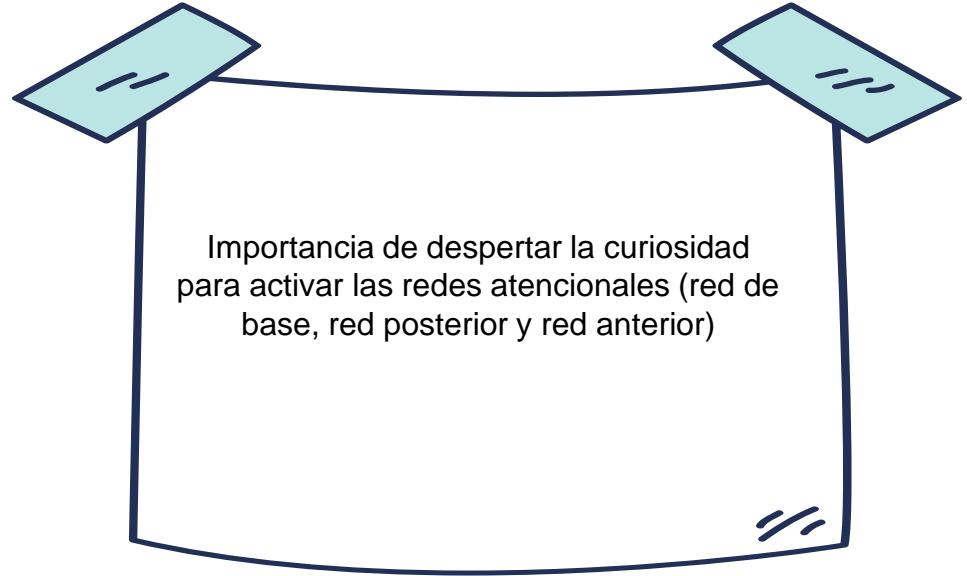 Importancia de despertar la curiosidad
para activar las redes atencionales (red de
base, red posterior y red anterior)